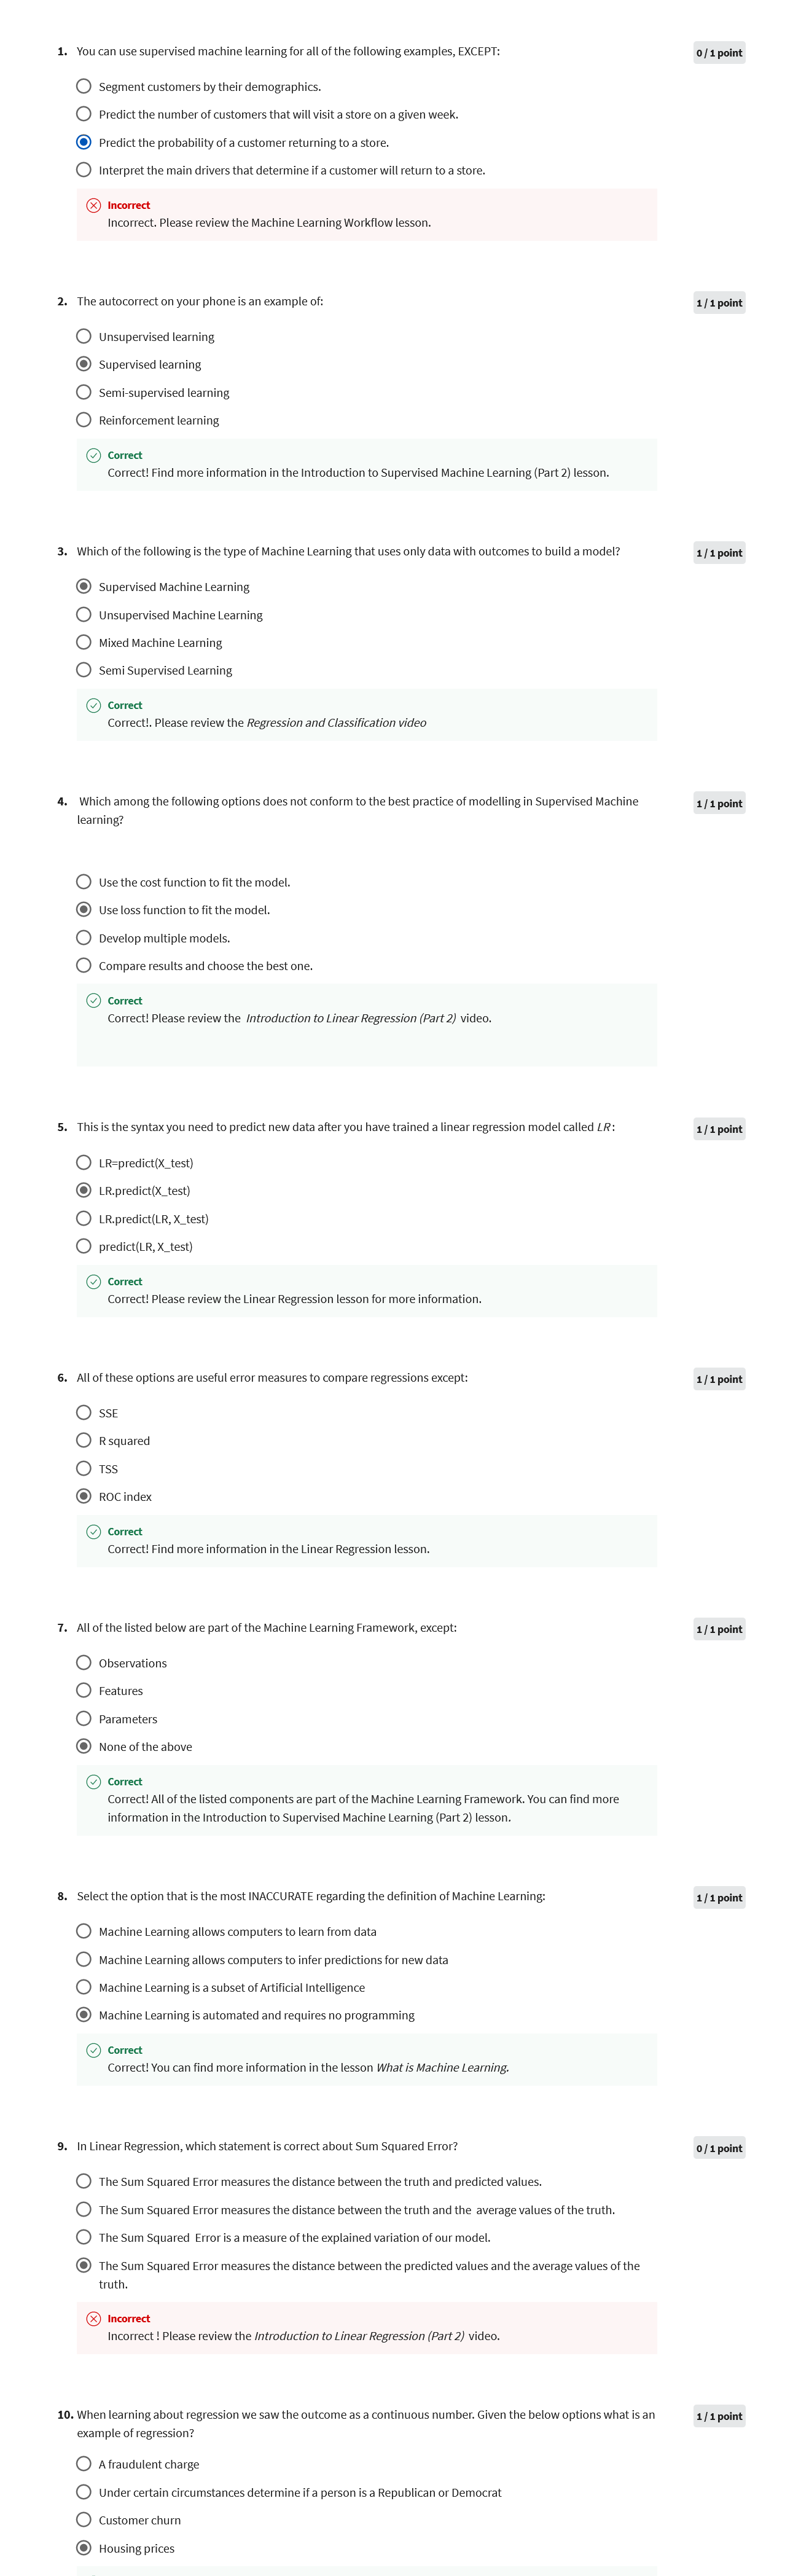 1. You can use supervised machine learning for all of the following examples, EXCEPT:
0 / 1 point
Segment customers by their demographics.
Predict the number of customers that will visit a store on a given week.
Predict the probability of a customer returning to a store.
Interpret the main drivers that determine if a customer will return to a store.
Incorrect
Incorrect. Please review the Machine Learning Workflow lesson.
2. The autocorrect on your phone is an example of:
1 / 1 point
Unsupervised learning
Supervised learning
Semi-supervised learning
Reinforcement learning
Correct
Correct! Find more information in the Introduction to Supervised Machine Learning (Part 2) lesson.
3. Which of the following is the type of Machine Learning that uses only data with outcomes to build a model?
1 / 1 point
Supervised Machine Learning
Unsupervised Machine Learning
Mixed Machine Learning
Semi Supervised Learning
Correct
Correct!. Please review the Regression and Classification video
4. Which among the following options does not conform to the best practice of modelling in Supervised Machine
learning?
1 / 1 point
Use the cost function to fit the model.
Use loss function to fit the model.
Develop multiple models.
Compare results and choose the best one.
Correct
Correct! Please review the Introduction to Linear Regression (Part 2) video.
5. This is the syntax you need to predict new data after you have trained a linear regression model called LR :
1 / 1 point
LR=predict(X_test)
LR.predict(X_test)
LR.predict(LR, X_test)
predict(LR, X_test)
Correct
Correct! Please review the Linear Regression lesson for more information.
6. All of these options are useful error measures to compare regressions except:
1 / 1 point
SSE
R squared
TSS
ROC index
Correct
Correct! Find more information in the Linear Regression lesson.
7. All of the listed below are part of the Machine Learning Framework, except:
1 / 1 point
Observations
Features
Parameters
None of the above
Correct
Correct! All of the listed components are part of the Machine Learning Framework. You can find more
information in the Introduction to Supervised Machine Learning (Part 2) lesson.
8. Select the option that is the most INACCURATE regarding the definition of Machine Learning:
1 / 1 point
Machine Learning allows computers to learn from data
Machine Learning allows computers to infer predictions for new data
Machine Learning is a subset of Artificial Intelligence
Machine Learning is automated and requires no programming
Correct
Correct! You can find more information in the lesson What is Machine Learning.
9. In Linear Regression, which statement is correct about Sum Squared Error?
0 / 1 point
The Sum Squared Error measures the distance between the truth and predicted values.
The Sum Squared Error measures the distance between the truth and the average values of the truth.
The Sum Squared Error is a measure of the explained variation of our model.
The Sum Squared Error measures the distance between the predicted values and the average values of the
truth.
Incorrect
Incorrect ! Please review the Introduction to Linear Regression (Part 2) video.
10. When learning about regression we saw the outcome as a continuous number. Given the below options what is an
example of regression?
1 / 1 point
A fraudulent charge
Under certain circumstances determine if a person is a Republican or Democrat
Customer churn
Housing prices